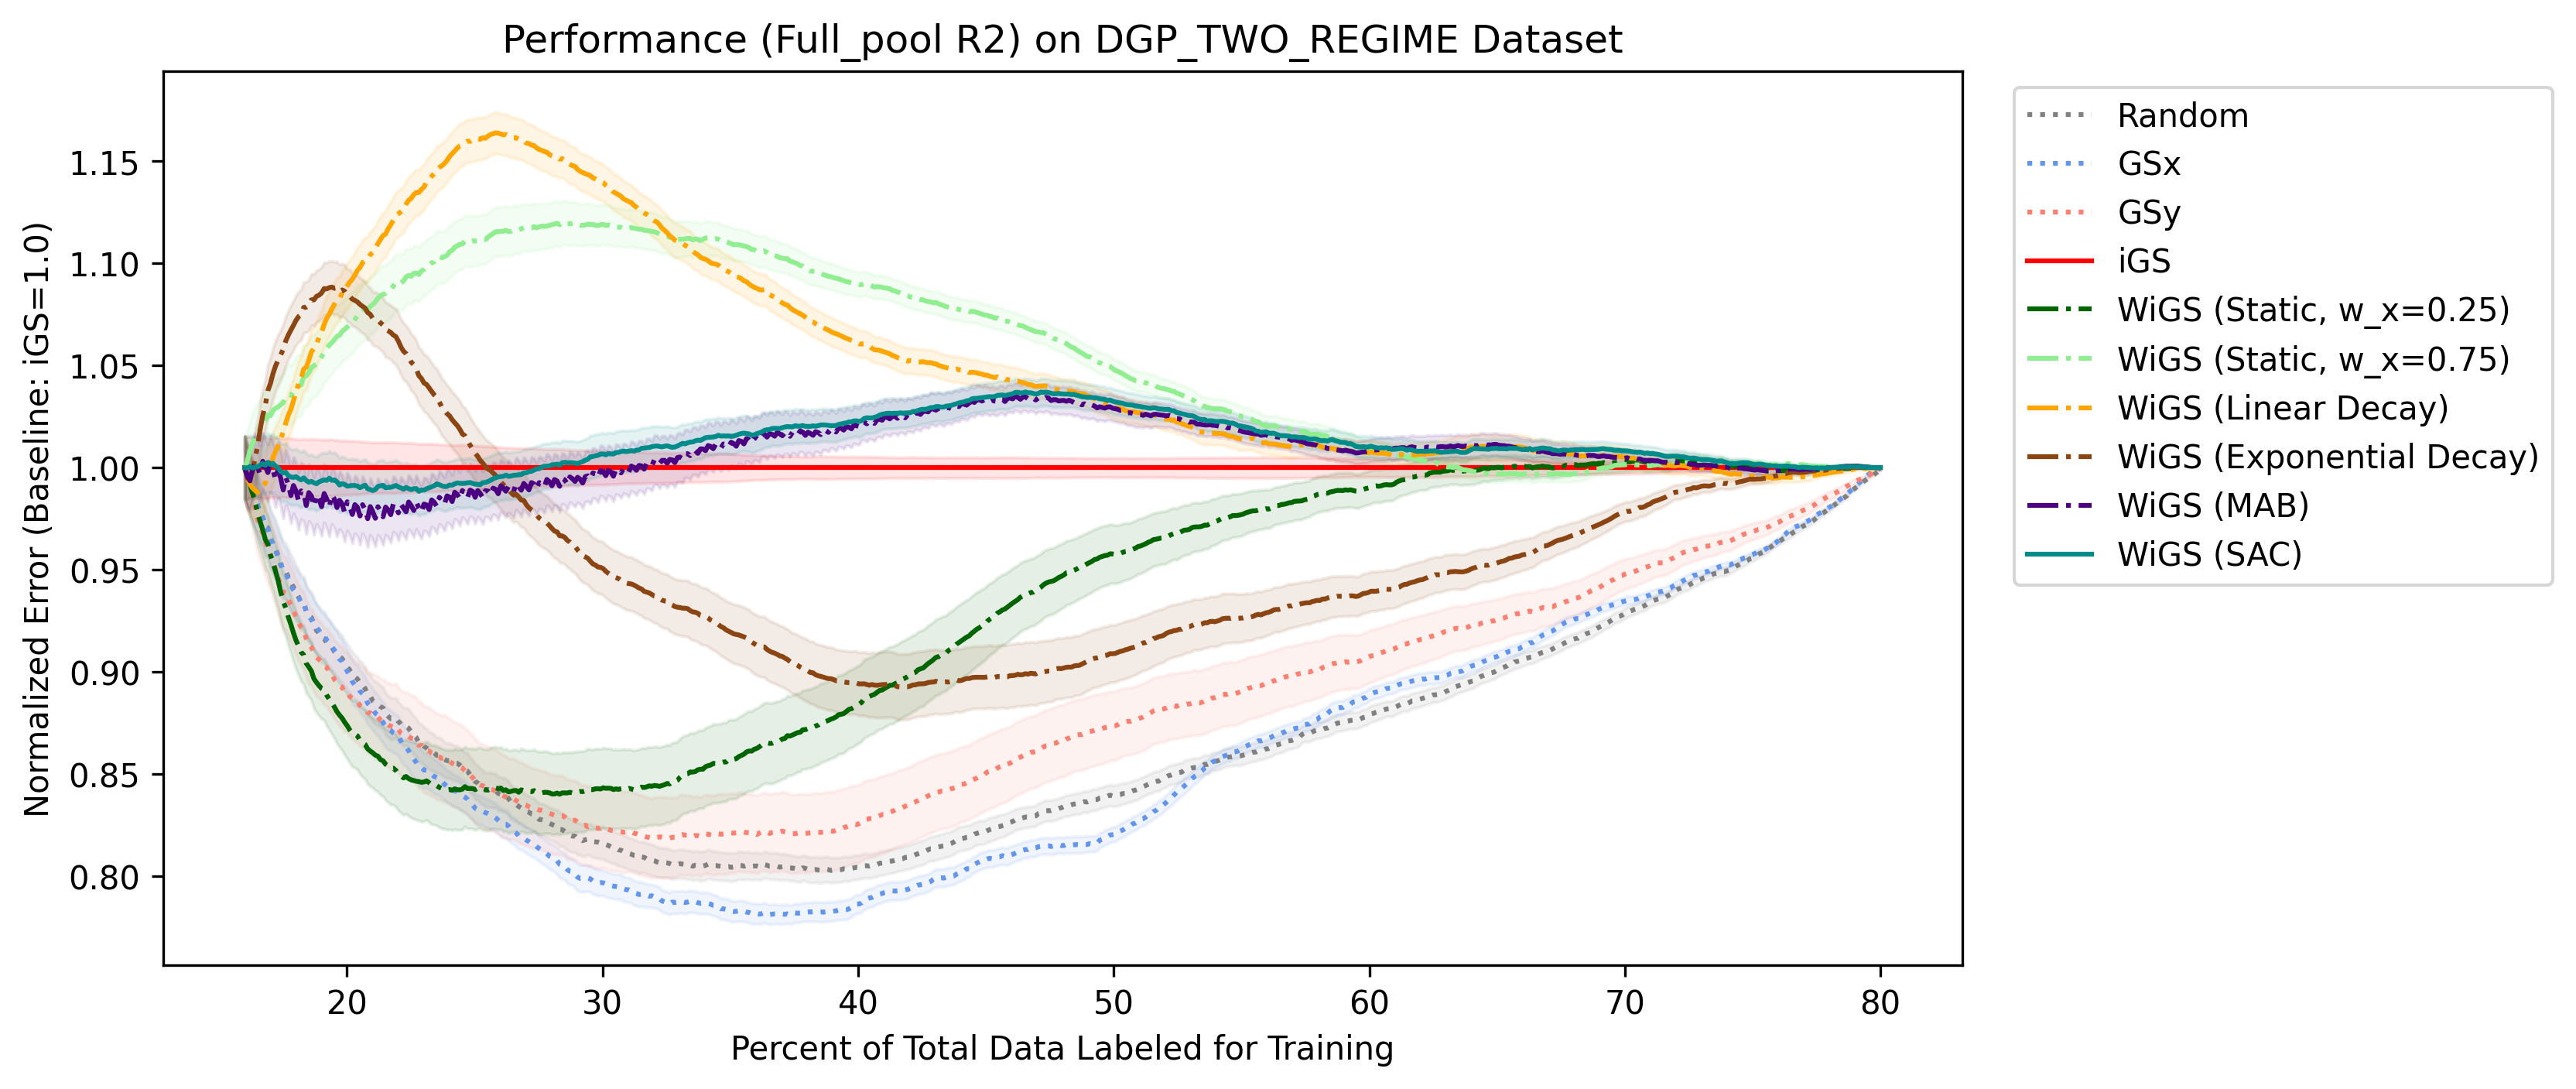 Performance (Full_pool R2) on DGP_TWO_REGIME Dataset
Normalized Error (Baseline: iGS=1.0)
1.15
1.10
1.05
1.00
0.95
0.90
0.85
0.80
20 30 40 50 60 70 80
Percent of Total Data Labeled for Training
Random
GSx
GSy
iGS
WiGS (Static, w_x=0.25)
WiGS (Static, w_x=0.75)
WiGS (Linear Decay)
WiGS (Exponential Decay)
WiGS (MAB)
WiGS (SAC)